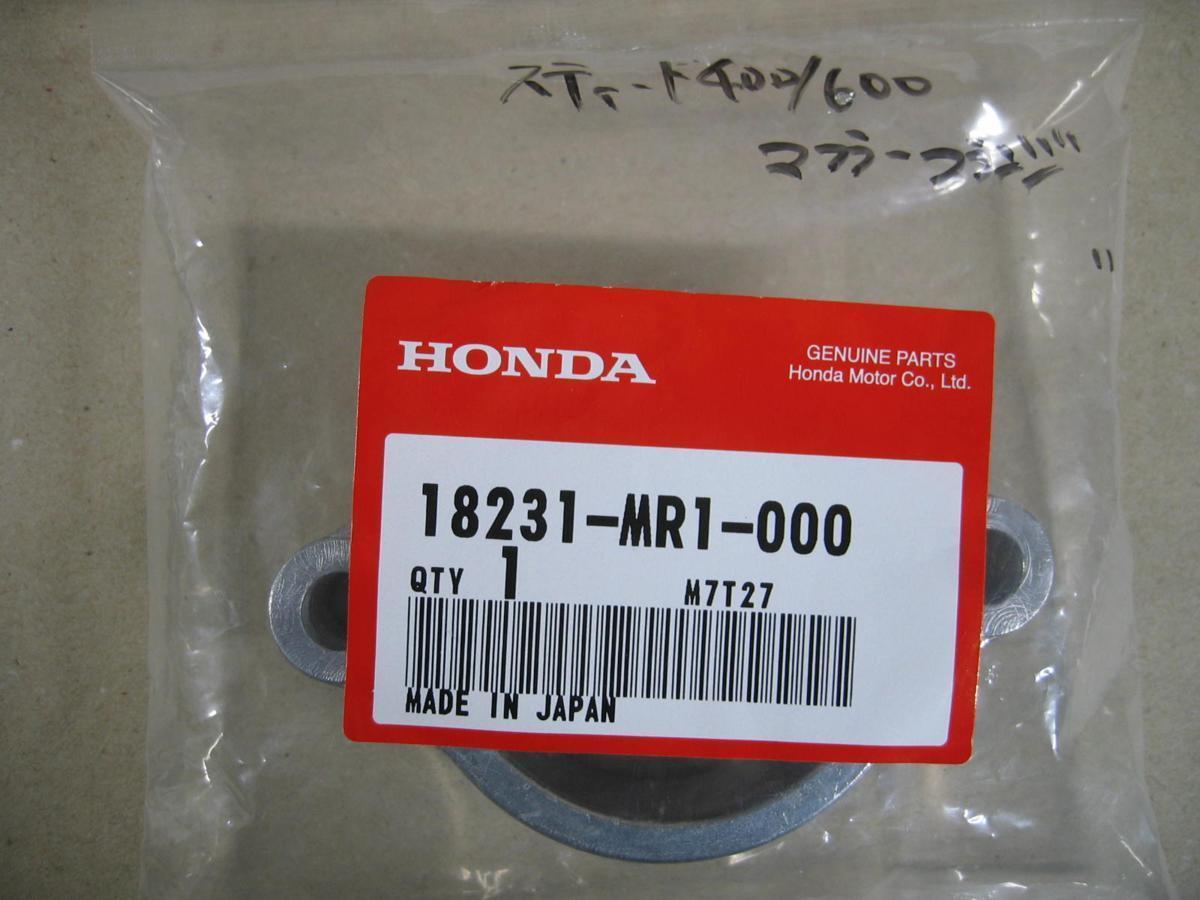 スティード400/600
マフラーフランジ
HONDA
GENUINE PARTS
Honda Motor Co., Ltd.
18231-MR1-000
QTY 1 M7T27
MADE IN JAPAN